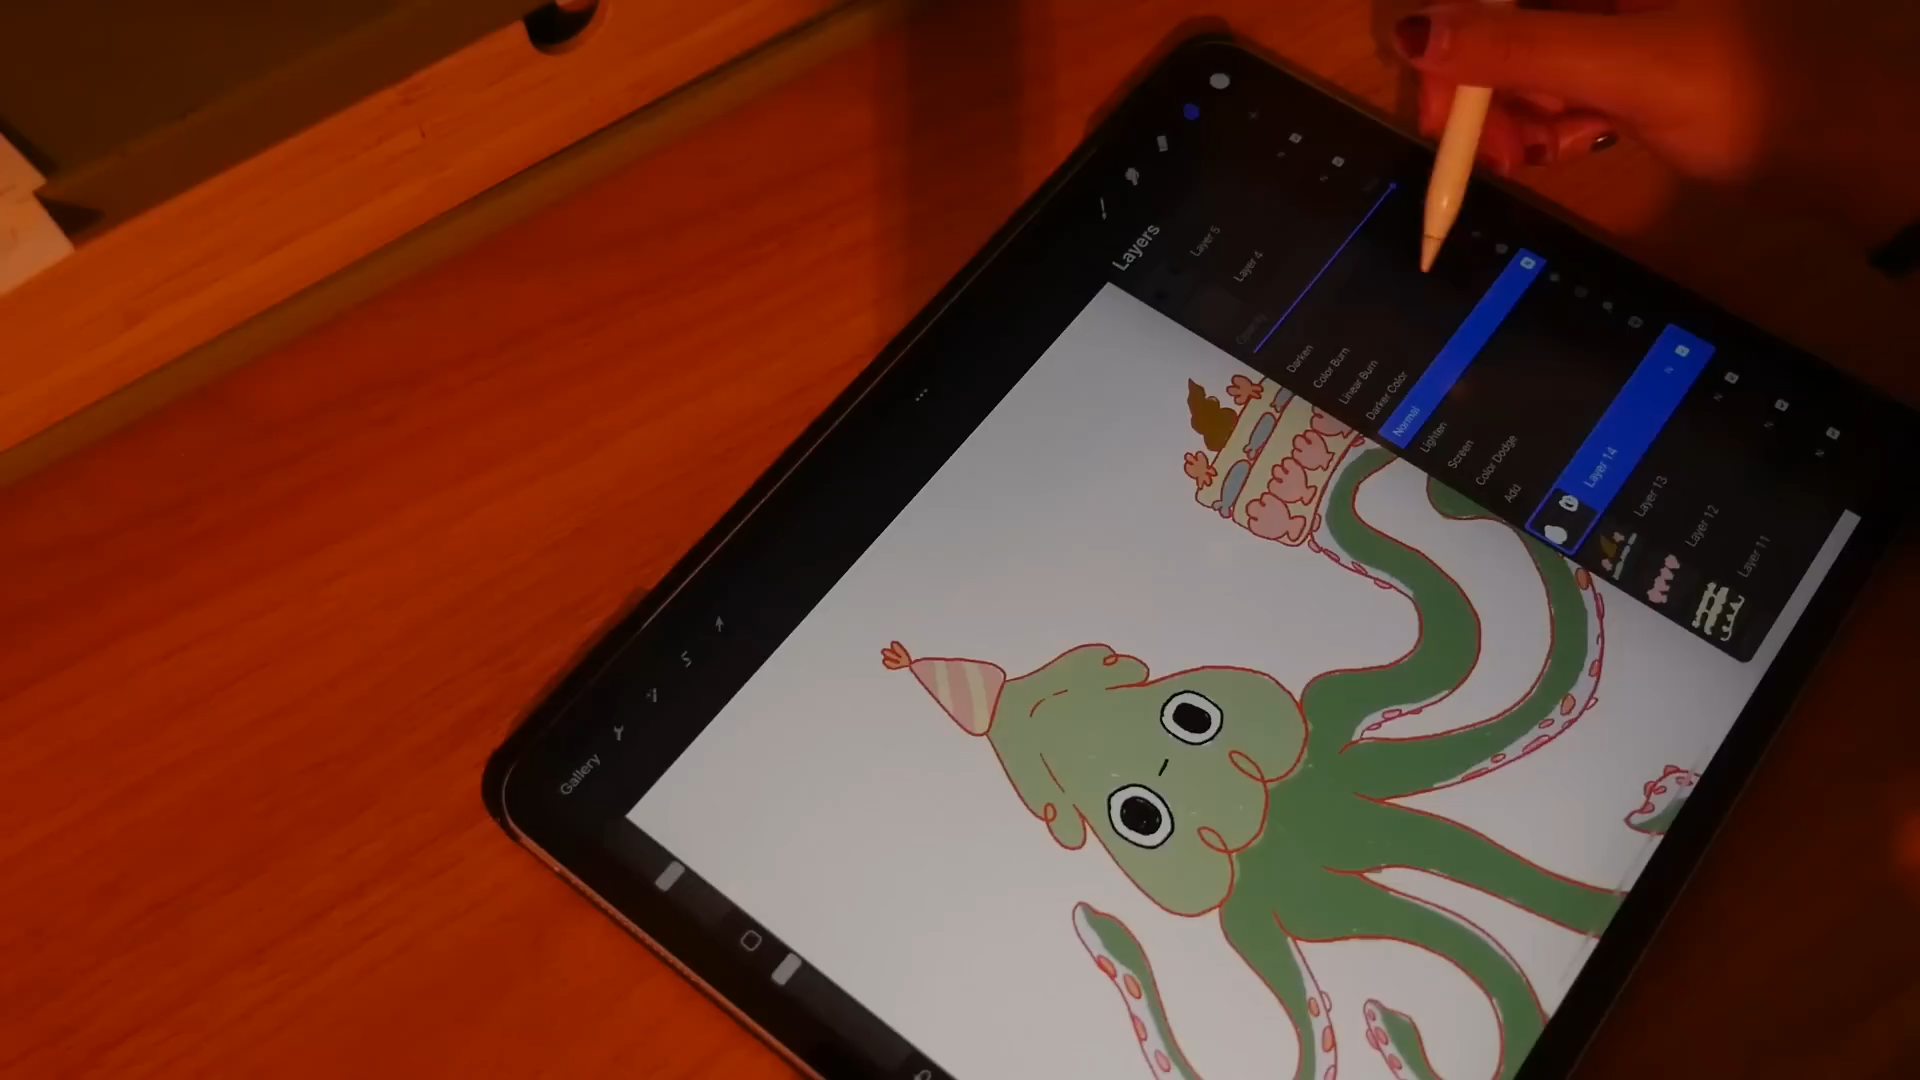 Gallery
Layers
Layer 5
Layer 4
Opacity
Darken
Color Burn
Linear Burn
Darker Color
Normal
Lighten
Screen
Color Dodge
Add
Layer 14
N
Layer 13
N
Layer 12
N
Layer 11
N